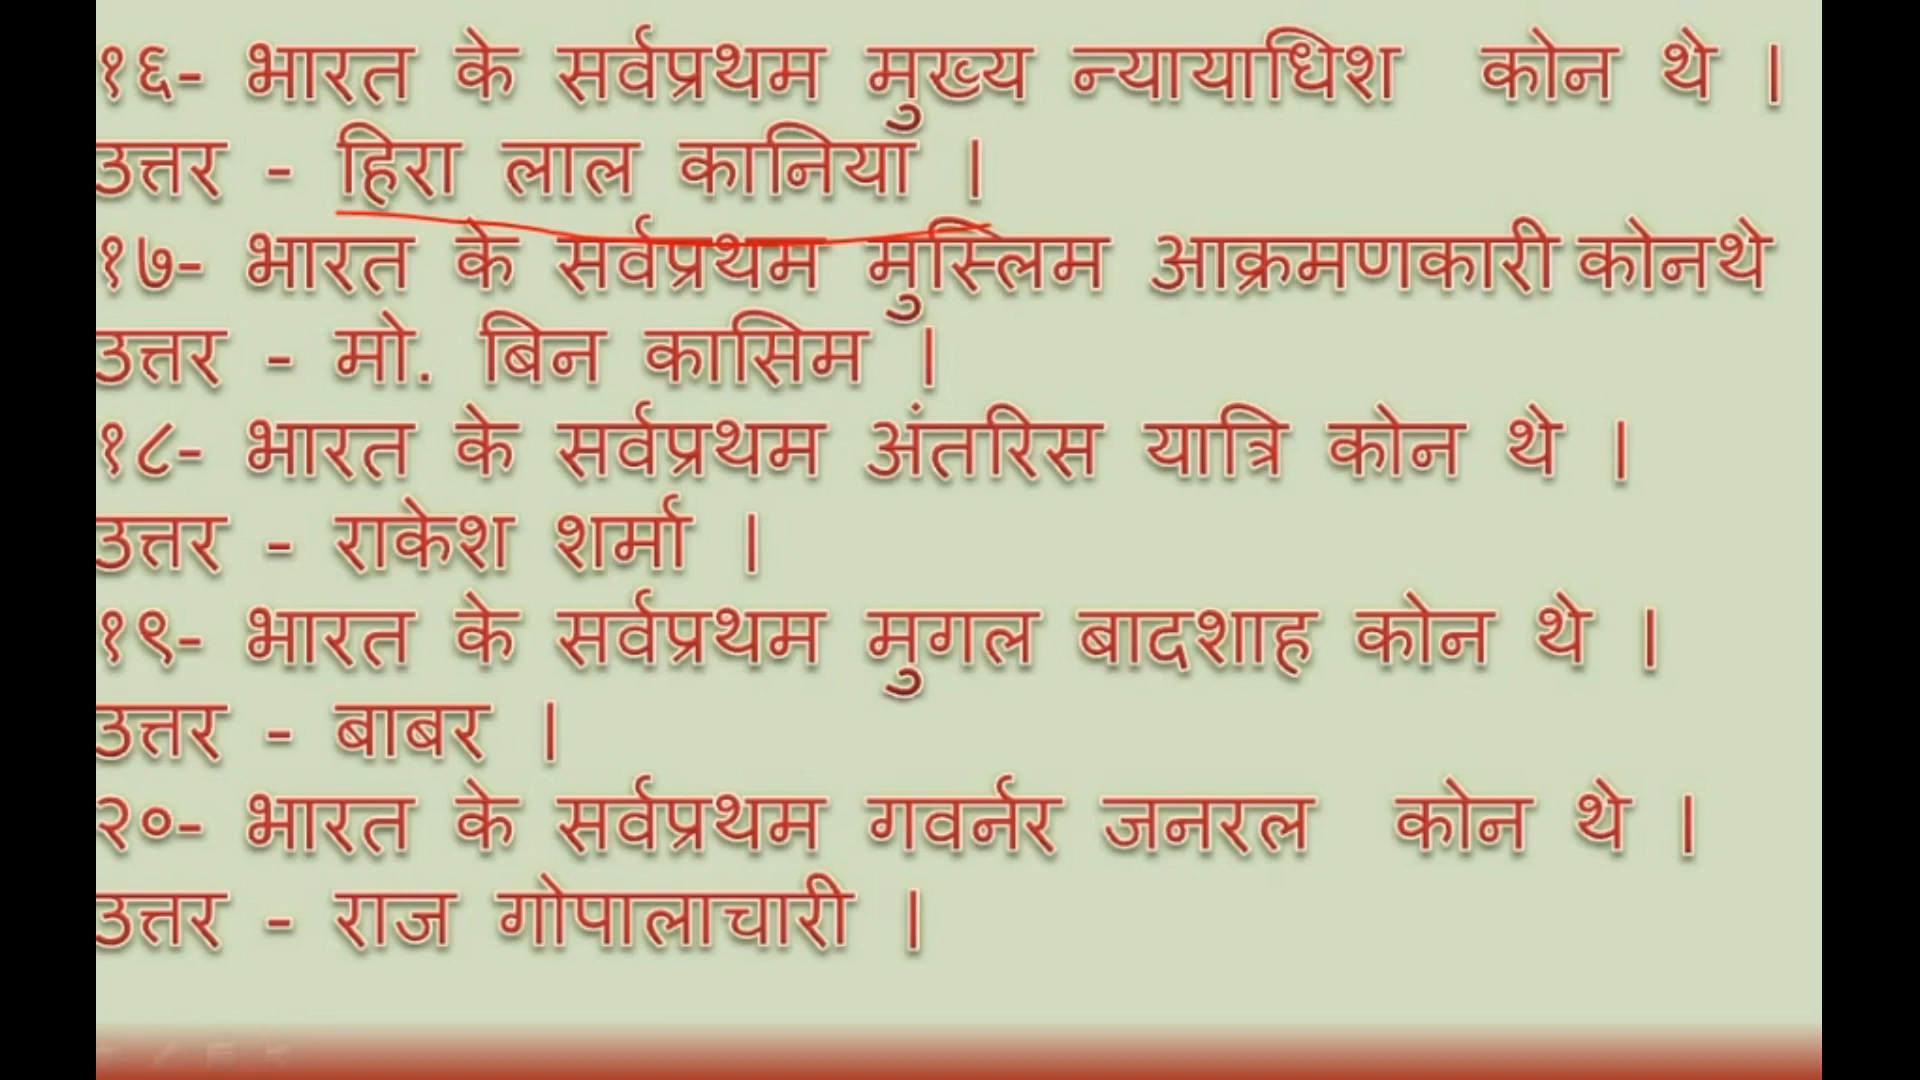 १६- भारत के सर्वप्रथम मुख्य न्यायाधिश कोन थे ।
उत्तर - हिरा लाल कानिया ।
१७- भारत के सर्वप्रथम मुस्लिम आक्रमणकारी कोनथे
उत्तर - मो. बिन कासिम ।
१८- भारत के सर्वप्रथम अंतरिस यात्रि कोन थे ।
उत्तर - राकेश शर्मा ।
१९- भारत के सर्वप्रथम मुगल बादशाह कोन थे ।
उत्तर - बाबर ।
२०- भारत के सर्वप्रथम गवर्नर जनरल कोन थे ।
उत्तर - राज गोपालाचारी ।